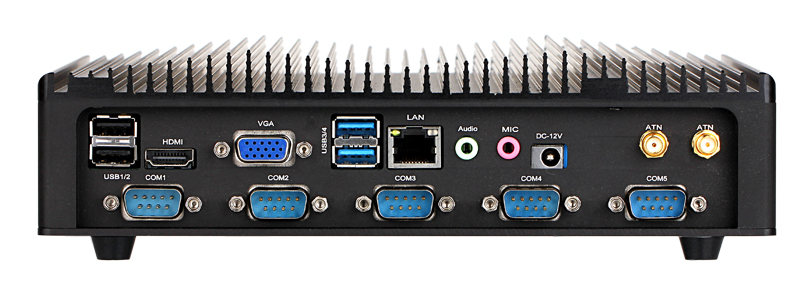 VGA
USB3/4
LAN
Audio
MIC
DC-12V
ATN
ATN
HDMI
USB1/2
COM1
COM2
COM3
COM4
COM5